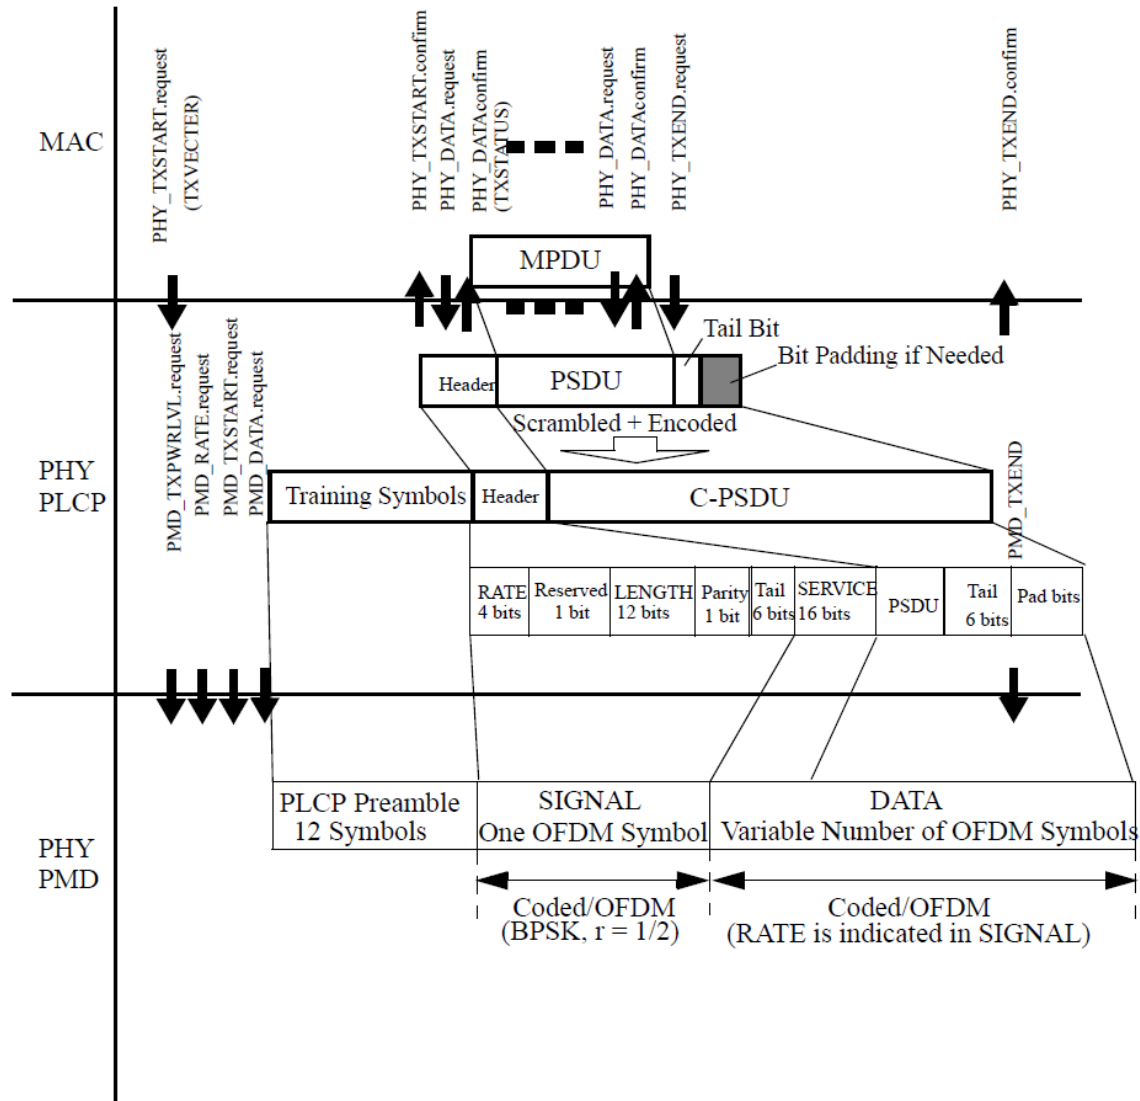 PHY_TXSTART.request
(TXVECTER)
PHY_TXSTART.confirm
PHY_DATA.request
PHY_DATAconfirm
(TXSTATUS)
PHY_DATA.request
PHY_DATAconfirm
PHY_TXEND.request
PHY_TXEND.confirm
MAC
MPDU
Tail Bit
Bit Padding if Needed
Header
PSDU
Scrambled + Encoded
PMD_TXPWRLVL.request
PMD_RATE.request
PMD_TXSTART.request
PMD_DATA.request
PHY
PLCP
Training Symbols
Header
C-PSDU
PMD_TXEND
RATE
4 bits
Reserved
1 bit
LENGTH
12 bits
Parity
1 bit
Tail
6 bits
SERVICE
16 bits
PSDU
Tail
6 bits
Pad bits
PHY
PMD
PLCP Preamble
12 Symbols
SIGNAL
One OFDM Symbol
DATA
Variable Number of OFDM Symbols
Coded/OFDM
(BPSK, r = 1/2)
Coded/OFDM
(RATE is indicated in SIGNAL)